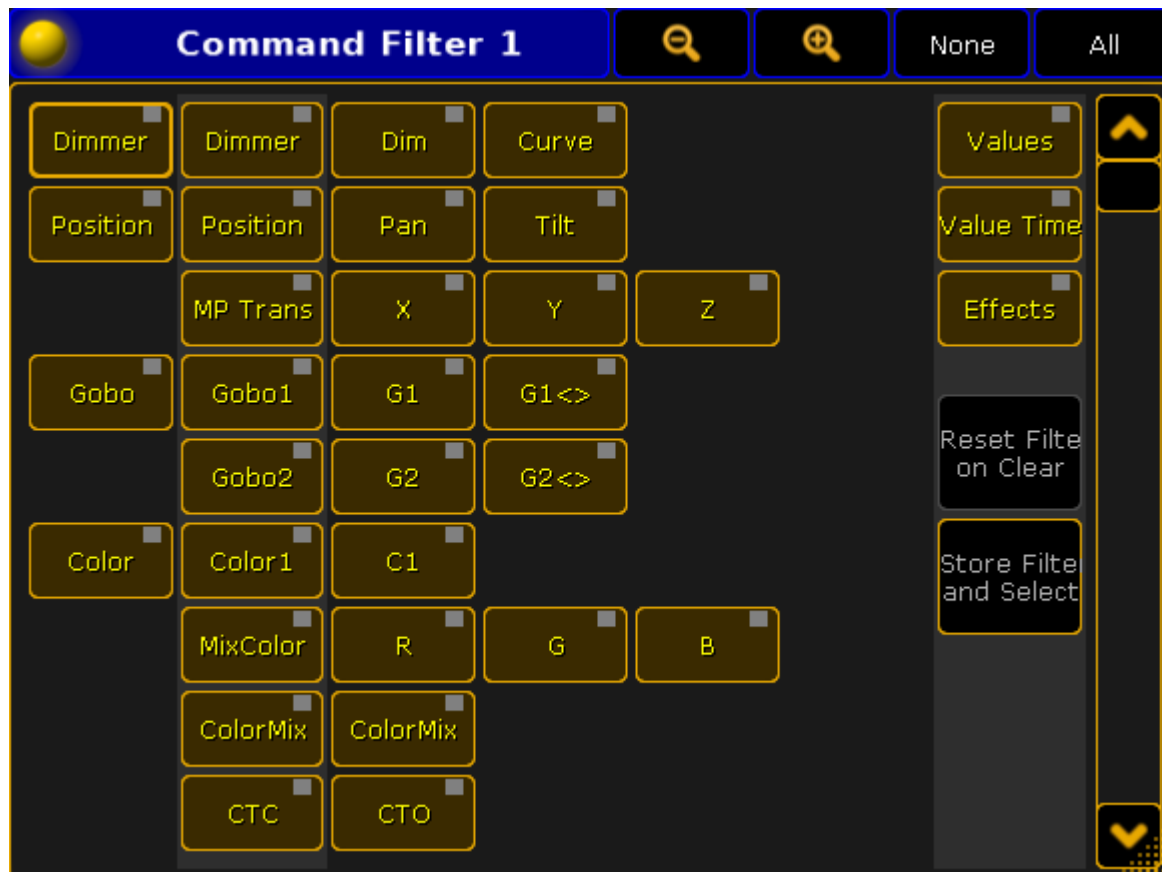 Command Filter 1 None All
Dimmer Dimmer Dim Curve Values
Position Position Pan Tilt Value Time
MP Trans X Y Z Effects
Gobo Gobo1 G1 G1<>
Reset Filte
on Clear
Gobo2 G2 G2<>
Color Color1 C1
Store Filte
and Select
MixColor R G B
ColorMix ColorMix
CTC CTO